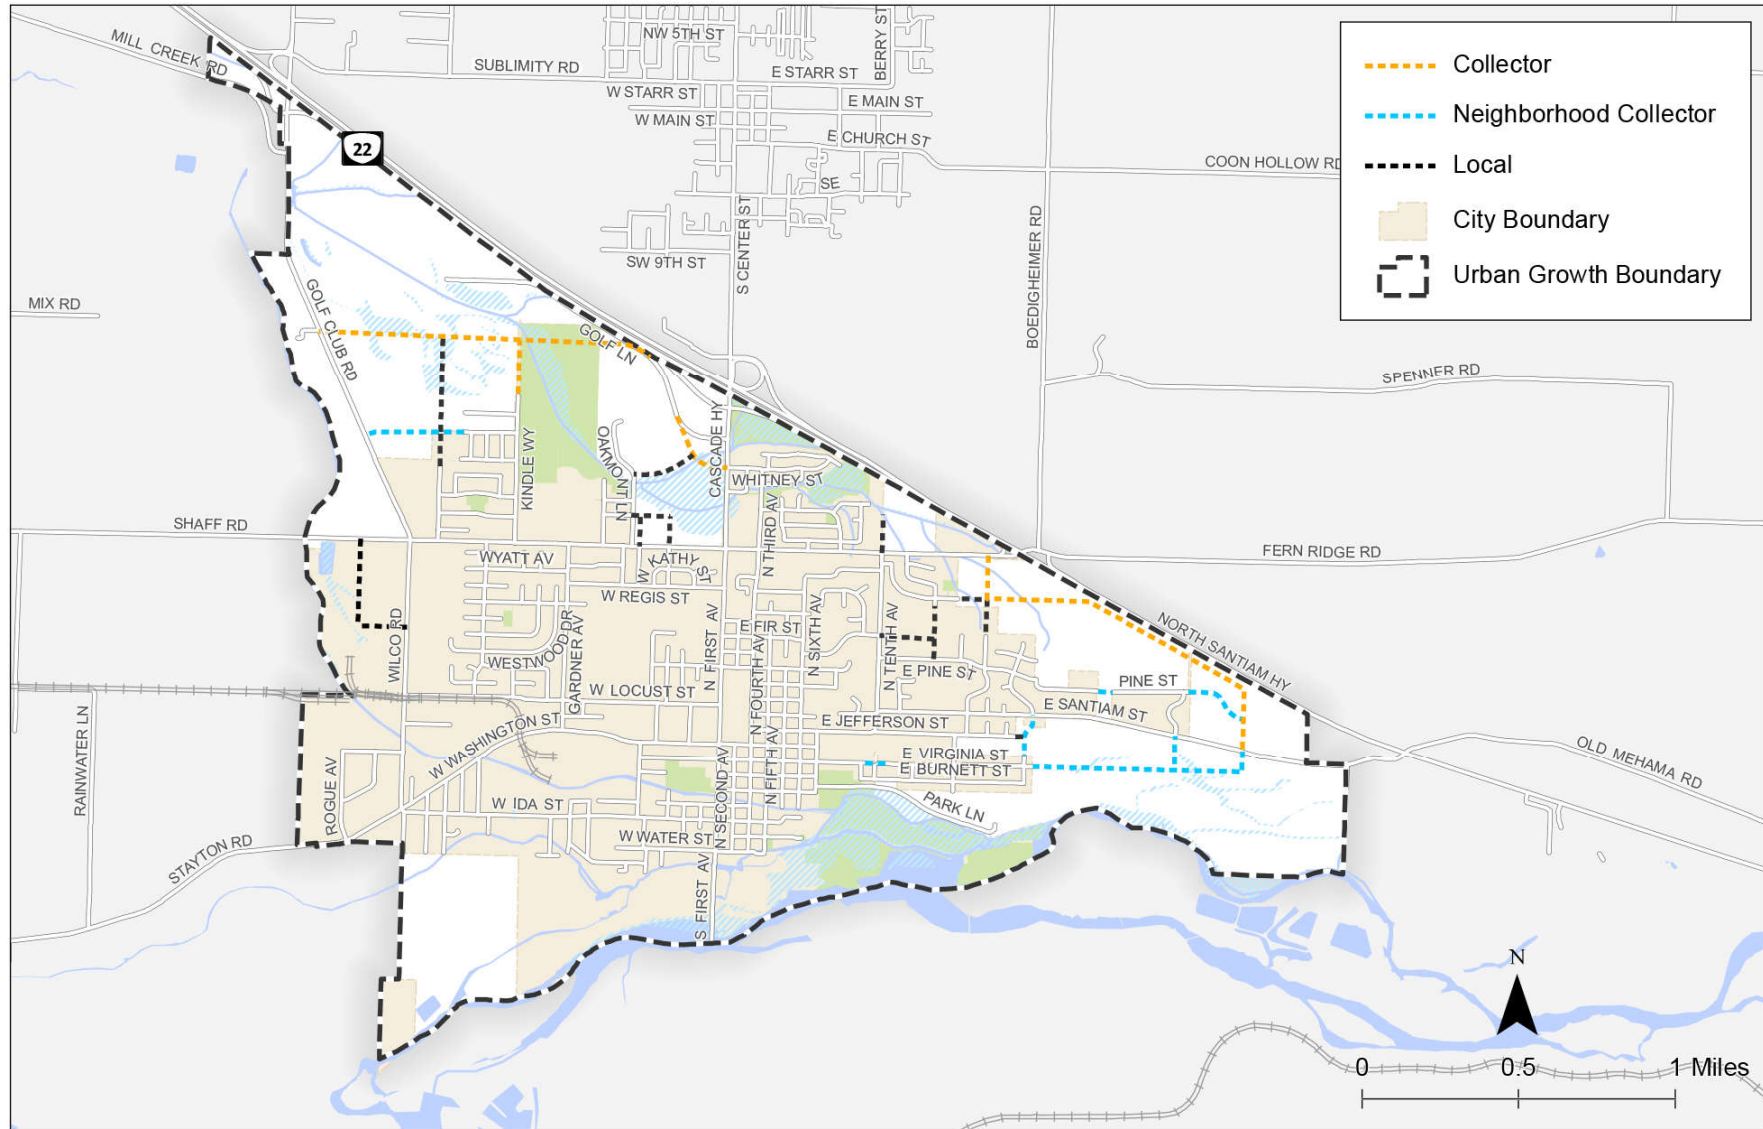 NW 5TH ST
BERRY ST
MILL CREEK RD
SUBLIMITY RD
E STARR ST
W STARR ST
E MAIN ST
W MAIN ST
E CHURCH ST
22
COON HOLLOW RD
SE
S CENTER ST
SW 9TH ST
BOEDIGHEIMER RD
MIX RD
GOLF CLUB RD
GOLF LN
SPENNER RD
CASCADE HY
OAKMONT LN
KINDLE WY
WHITNEY ST
SHAFF RD
N THIRD AV
FERN RIDGE RD
WYATT AV
W KATHY ST
W REGIS ST
WILCO RD
WESTWOOD DR
GARDNER AV
N FIRST AV
E FIR ST
N FOURTH AV
N SIXTH AV
N TENTH AV
NORTH SANTIAM HY
E PINE ST
PINE ST
W LOCUST ST
E SANTIAM ST
E JEFFERSON ST
W WASHINGTON ST
RAINWATER LN
ROGUE AV
N SECOND AV
N FIFTH AV
E VIRGINIA ST
E BURNETT ST
OLD MEHAMA RD
W IDA ST
PARK LN
W WATER ST
STAYTON RD
S FIRST AV
Collector
Neighborhood Collector
Local
City Boundary
Urban Growth Boundary
N
0 0.5 1 Miles